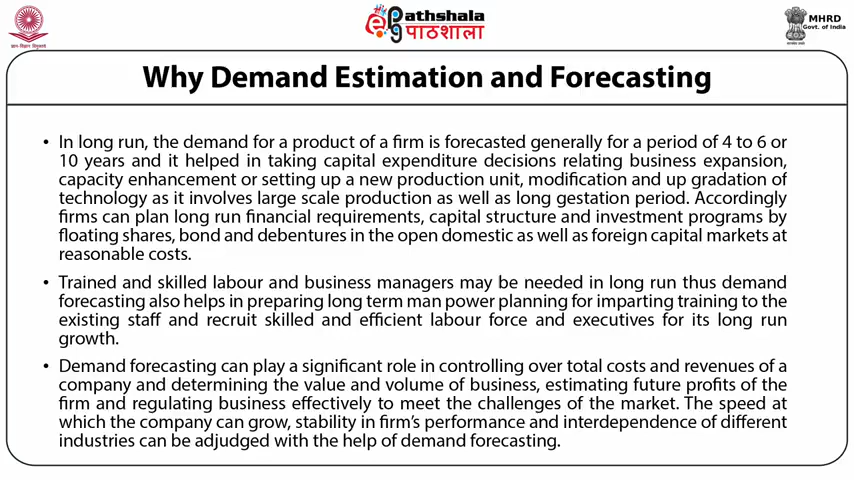 Pathshala
पाठशाला
MHRD
Govt. of India
Why Demand Estimation and Forecasting
• In long run, the demand for a product of a firm is forecasted generally for a period of 4 to 6 or
10 years and it helped in taking capital expenditure decisions relating business expansion,
capacity enhancement or setting up a new production unit, modification and up gradation of
technology as it involves large scale production as well as long gestation period. Accordingly
firms can plan long run financial requirements, capital structure and investment programs by
floating shares, bond and debentures in the open domestic as well as foreign capital markets at
reasonable costs.
• Trained and skilled labour and business managers may be needed in long run thus demand
forecasting also helps in preparing long term man power planning for imparting training to the
existing staff and recruit skilled and efficient labour force and executives for its long run
growth.
• Demand forecasting can play a significant role in controlling over total costs and revenues of a
company and determining the value and volume of business, estimating future profits of the
firm and regulating business effectively to meet the challenges of the market. The speed at
which the company can grow, stability in firm's performance and interdependence of different
industries can be adjudged with the help of demand forecasting.